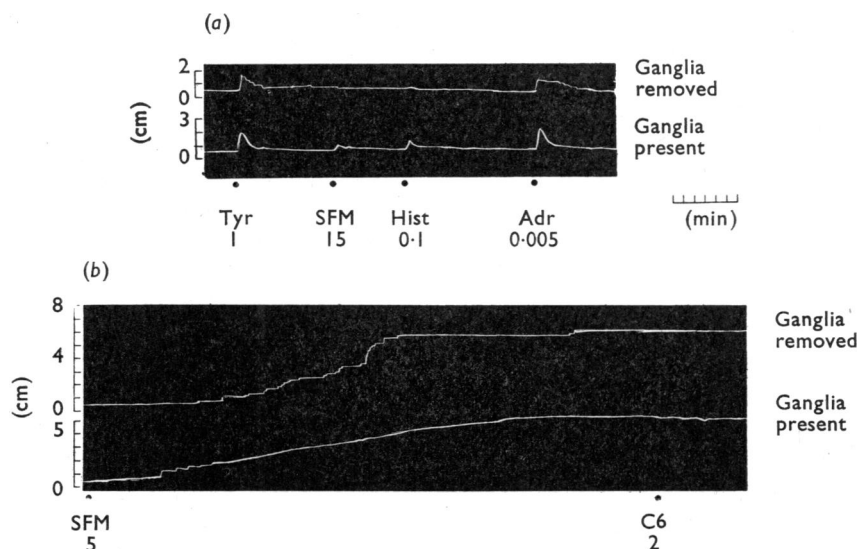 (a)
2
0
(cm)
3
0
Ganglia
removed
Ganglia
present
Tyr SFM Hist Adr
1 15 0·1 0·005
(min)
(b)
8
4
0
(cm)
5
0
Ganglia
removed
Ganglia
present
SFM C6
5 2